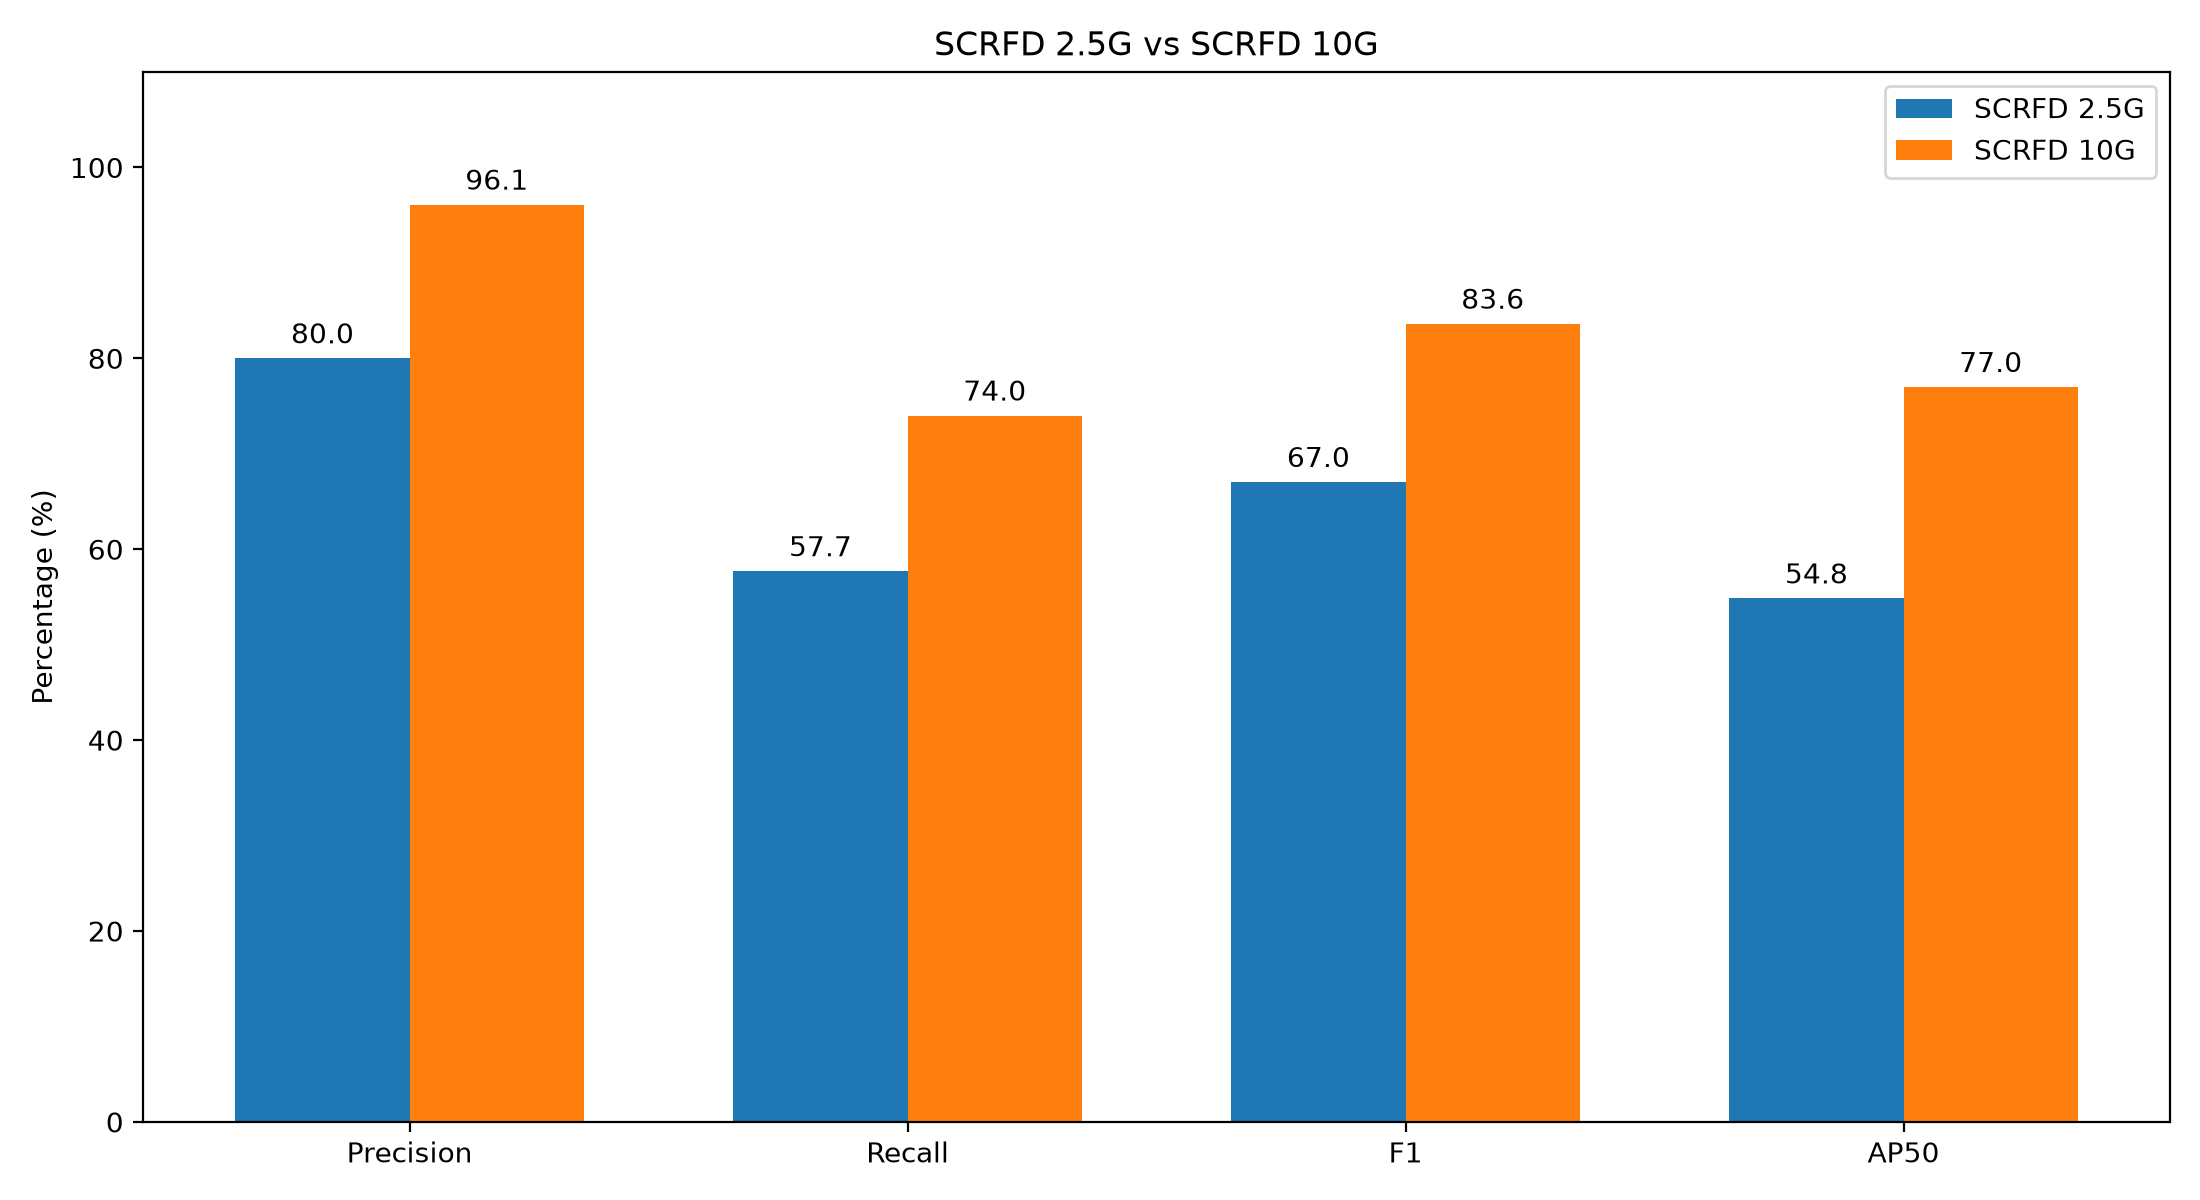 SCRFD 2.5G vs SCRFD 10G
SCRFD 2.5G
SCRFD 10G
Percentage (%)
100
80
60
40
20
0
80.0
96.1
57.7
74.0
67.0
83.6
54.8
77.0
Precision
Recall
F1
AP50